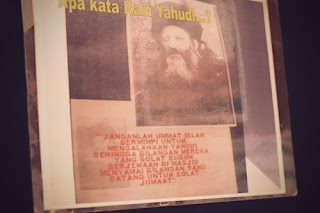 Apa kata Rabi Yahudi...?
"JANGANLAH UMMAT ISLAM
BERMIMPI UNTUK
MENGALAHKAN YAHUDI
SEHINGGA BILANGAN MEREKA
YANG SOLAT SUBUH
BERJEMAAH DI MASJID
MENYAMAI BILANGAN YANG
DATANG UNTUK SOLAT
JUMAAT"